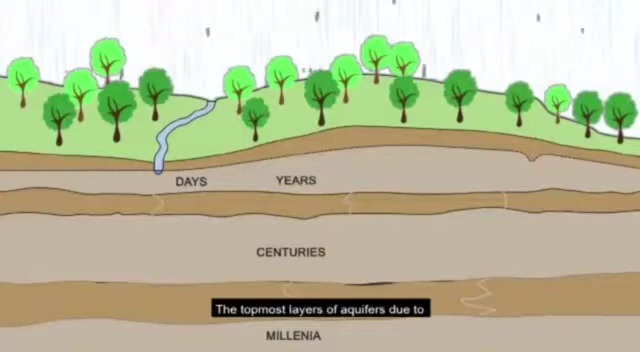 DAYS YEARS
CENTURIES
The topmost layers of aquifers due to
MILLENIA